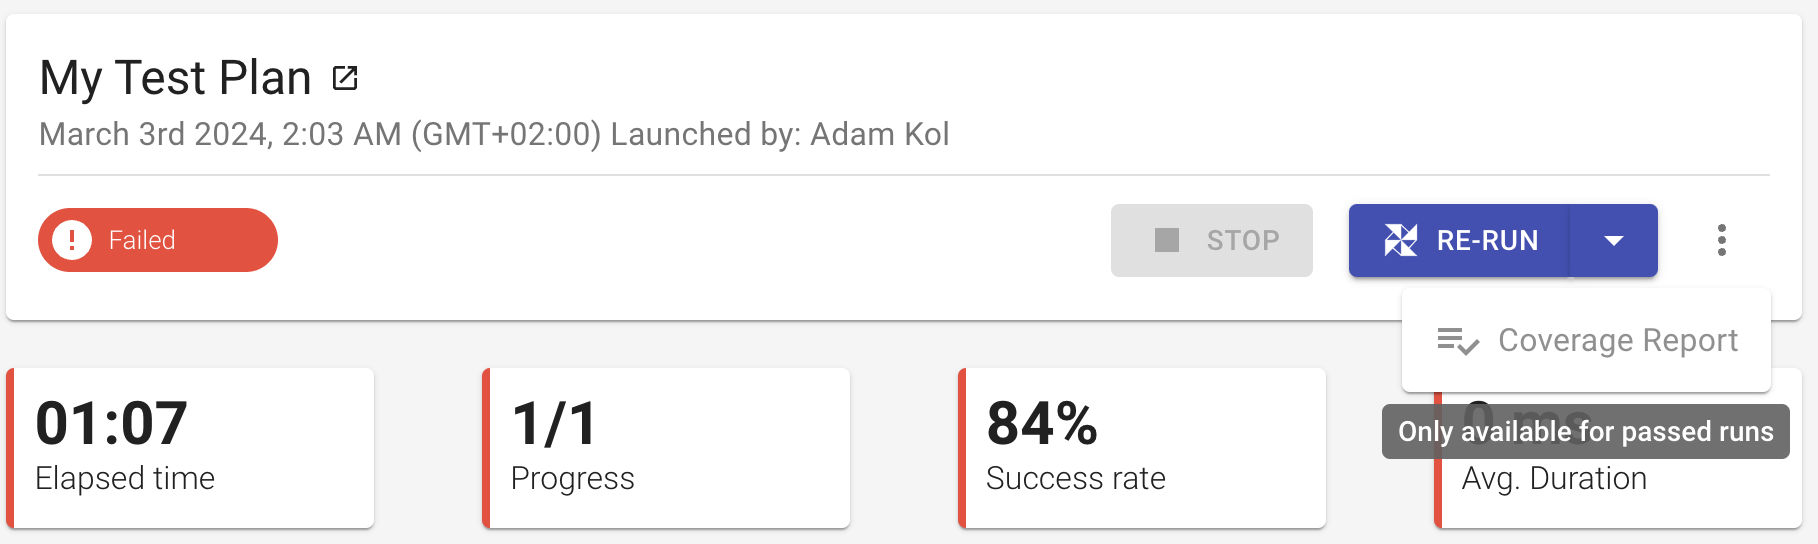 My Test Plan
March 3rd 2024, 2:03 AM (GMT+02:00) Launched by: Adam Kol
Failed
STOP
RE-RUN
Coverage Report
01:07
Elapsed time
1/1
Progress
84%
Success rate
0 ms
Only available for passed runs
Avg. Duration